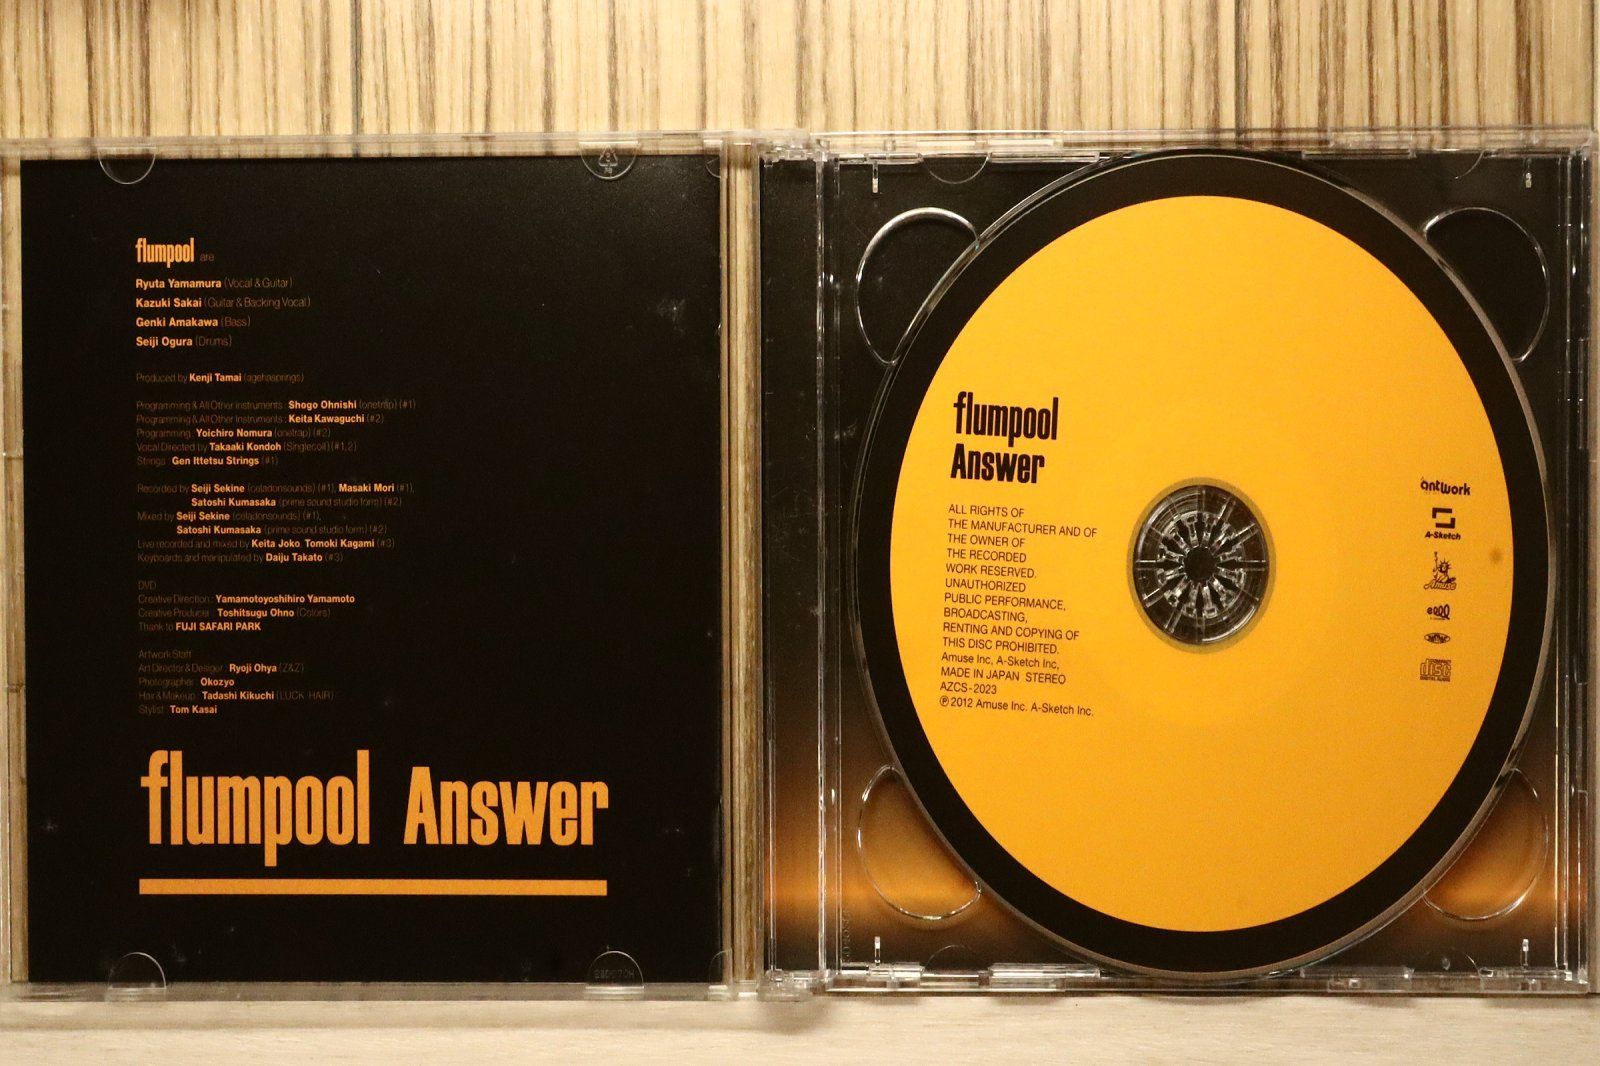 flumpool are
Ryuta Yamamura (Vocal & Guitar)
Kazuki Sakai (Guitar & Backing Vocal)
Genki Amakawa (Bass)
Seiji Ogura (Drums)
Produced by Kenji Tamai (agehasprings)
Programming & All Other Instruments : Shogo Ohnishi (onetrap) (#1)
Programming & All Other Instruments : Keita Kawaguchi (#2)
Programming : Yoichiro Nomura (onetrap) (#2)
Vocal Directed by Takaaki Kondoh (Singlecoil) (#1,2)
Strings : Gen Ittetsu Strings (#1)
Recorded by Seiji Sekine (celadonsounds) (#1), Masaki Mori (#1),
Satoshi Kumasaka (prime sound studio form) (#2)
Mixed by Seiji Sekine (celadonsounds) (#1),
Satoshi Kumasaka (prime sound studio form) (#2)
Live recorded and mixed by Keita Joko, Tomoki Kagami (#3)
Keyboards and manipulated by Daiju Takato (#3)
DVD
Creative Direction : Yamamotoyoshihiro Yamamoto
Creative Producer : Toshitsugu Ohno (Colors)
Thank to FUJI SAFARI PARK
Artwork Staff
Art Director & Designer : Ryoji Ohya (Z&Z)
Photographer : Okozyo
Hair & Makeup : Tadashi Kikuchi (LUCK HAIR)
Stylist : Tom Kasai
flumpool Answer
flumpool
Answer
ALL RIGHTS OF
THE MANUFACTURER AND OF
THE OWNER OF
THE RECORDED
WORK RESERVED.
UNAUTHORIZED
PUBLIC PERFORMANCE,
BROADCASTING,
RENTING AND COPYING OF
THIS DISC PROHIBITED.
Amuse Inc, A-Sketch Inc,
MADE IN JAPAN STEREO
AZCS-2023
℗ 2012 Amuse Inc. A-Sketch Inc.
antwork
A-Sketch
Amuse
COMPACT
disc
DIGITAL AUDIO